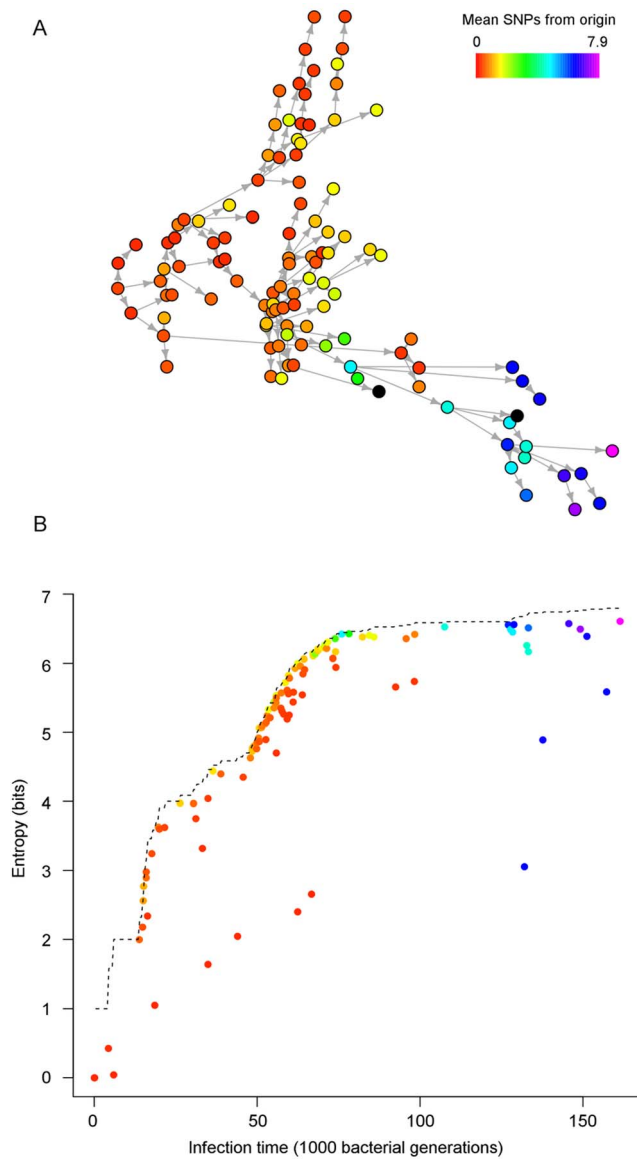 A
Mean SNPs from origin
0 7.9
B
7
6
5
4
3
2
1
0
Entropy (bits)
0 50 100 150
Infection time (1000 bacterial generations)